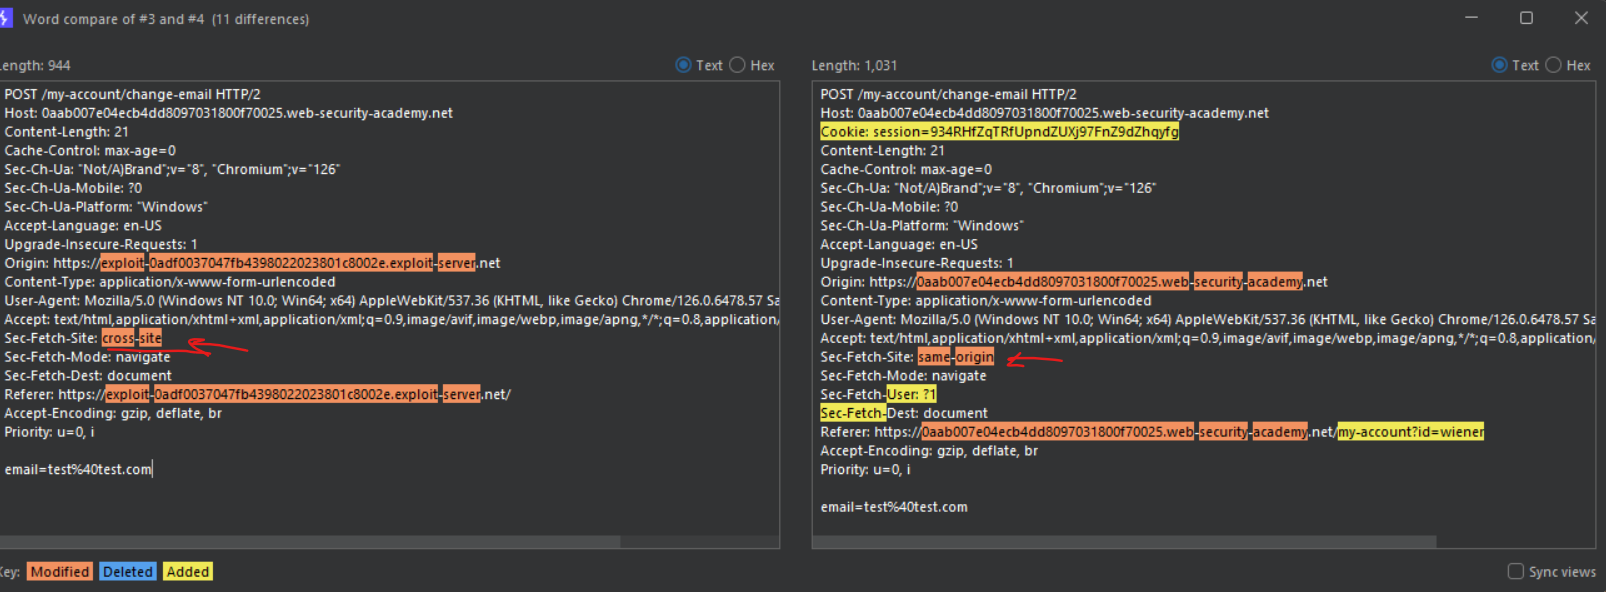 Word compare of #3 and #4 (11 differences)
Length: 944
Text Hex
POST /my-account/change-email HTTP/2
Host: 0aab007e04ecb4dd8097031800f70025.web-security-academy.net
Content-Length: 21
Cache-Control: max-age=0
Sec-Ch-Ua: "Not/A)Brand";v="8", "Chromium";v="126"
Sec-Ch-Ua-Mobile: ?0
Sec-Ch-Ua-Platform: "Windows"
Accept-Language: en-US
Upgrade-Insecure-Requests: 1
Origin: https://exploit-0adf0037047fb4398022023801c8002e.exploit-server.net
Content-Type: application/x-www-form-urlencoded
User-Agent: Mozilla/5.0 (Windows NT 10.0; Win64; x64) AppleWebKit/537.36 (KHTML, like Gecko) Chrome/126.0.6478.57 Sa
Accept: text/html,application/xhtml+xml,application/xml;q=0.9,image/avif,image/webp,image/apng,*/*;q=0.8,application/
Sec-Fetch-Site: cross-site
Sec-Fetch-Mode: navigate
Sec-Fetch-Dest: document
Referer: https://exploit-0adf0037047fb4398022023801c8002e.exploit-server.net/
Accept-Encoding: gzip, deflate, br
Priority: u=0, i
email=test%40test.com
Length: 1,031
Text Hex
POST /my-account/change-email HTTP/2
Host: 0aab007e04ecb4dd8097031800f70025.web-security-academy.net
Cookie: session=934RHfZqTRfUpndZUXj97FnZ9dZhqyfg
Content-Length: 21
Cache-Control: max-age=0
Sec-Ch-Ua: "Not/A)Brand";v="8", "Chromium";v="126"
Sec-Ch-Ua-Mobile: ?0
Sec-Ch-Ua-Platform: "Windows"
Accept-Language: en-US
Upgrade-Insecure-Requests: 1
Origin: https://0aab007e04ecb4dd8097031800f70025.web-security-academy.net
Content-Type: application/x-www-form-urlencoded
User-Agent: Mozilla/5.0 (Windows NT 10.0; Win64; x64) AppleWebKit/537.36 (KHTML, like Gecko) Chrome/126.0.6478.57 Sa
Accept: text/html,application/xhtml+xml,application/xml;q=0.9,image/avif,image/webp,image/apng,*/*;q=0.8,application/
Sec-Fetch-Site: same-origin
Sec-Fetch-Mode: navigate
Sec-Fetch-User: ?1
Sec-Fetch-Dest: document
Referer: https://0aab007e04ecb4dd8097031800f70025.web-security-academy.net/my-account?id=wiener
Accept-Encoding: gzip, deflate, br
Priority: u=0, i
email=test%40test.com
Key: Modified Deleted Added
Sync views